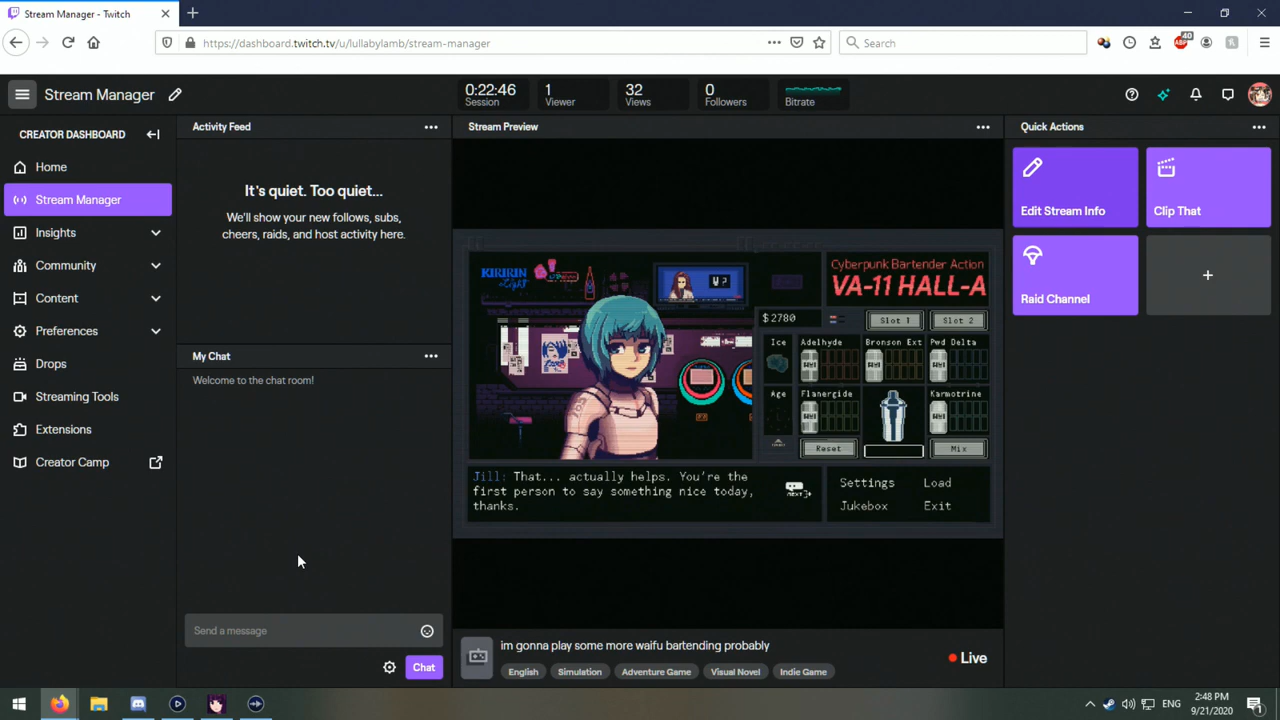 Stream Manager - Twitch
https://dashboard.twitch.tv/u/lullabylamb/stream-manager
Search
40
Stream Manager
0:22:46
Session
1
Viewer
32
Views
0
Followers
Bitrate
CREATOR DASHBOARD
Home
Stream Manager
Insights
Community
Content
Preferences
Drops
Streaming Tools
Extensions
Creator Camp
Activity Feed
It's quiet. Too quiet...
We'll show your new follows, subs,
cheers, raids, and host activity here.
My Chat
Welcome to the chat room!
Send a message
Chat
Stream Preview
KIRIRIN
Light
Cyberpunk Bartender Action
VA-11 HALL-A
$2780
Slot 1
Slot 2
Ice
Adelhyde
Bronson Ext
Pwd Delta
Age
Flanergide
Karmotrine
Reset
Mix
Jill: That... actually helps. You're the
first person to say something nice today,
thanks.
NEXT
Settings
Load
Jukebox
Exit
im gonna play some more waifu bartending probably
English
Simulation
Adventure Game
Visual Novel
Indie Game
Live
Quick Actions
Edit Stream Info
Clip That
Raid Channel
ENG
2:48 PM
9/21/2020
1